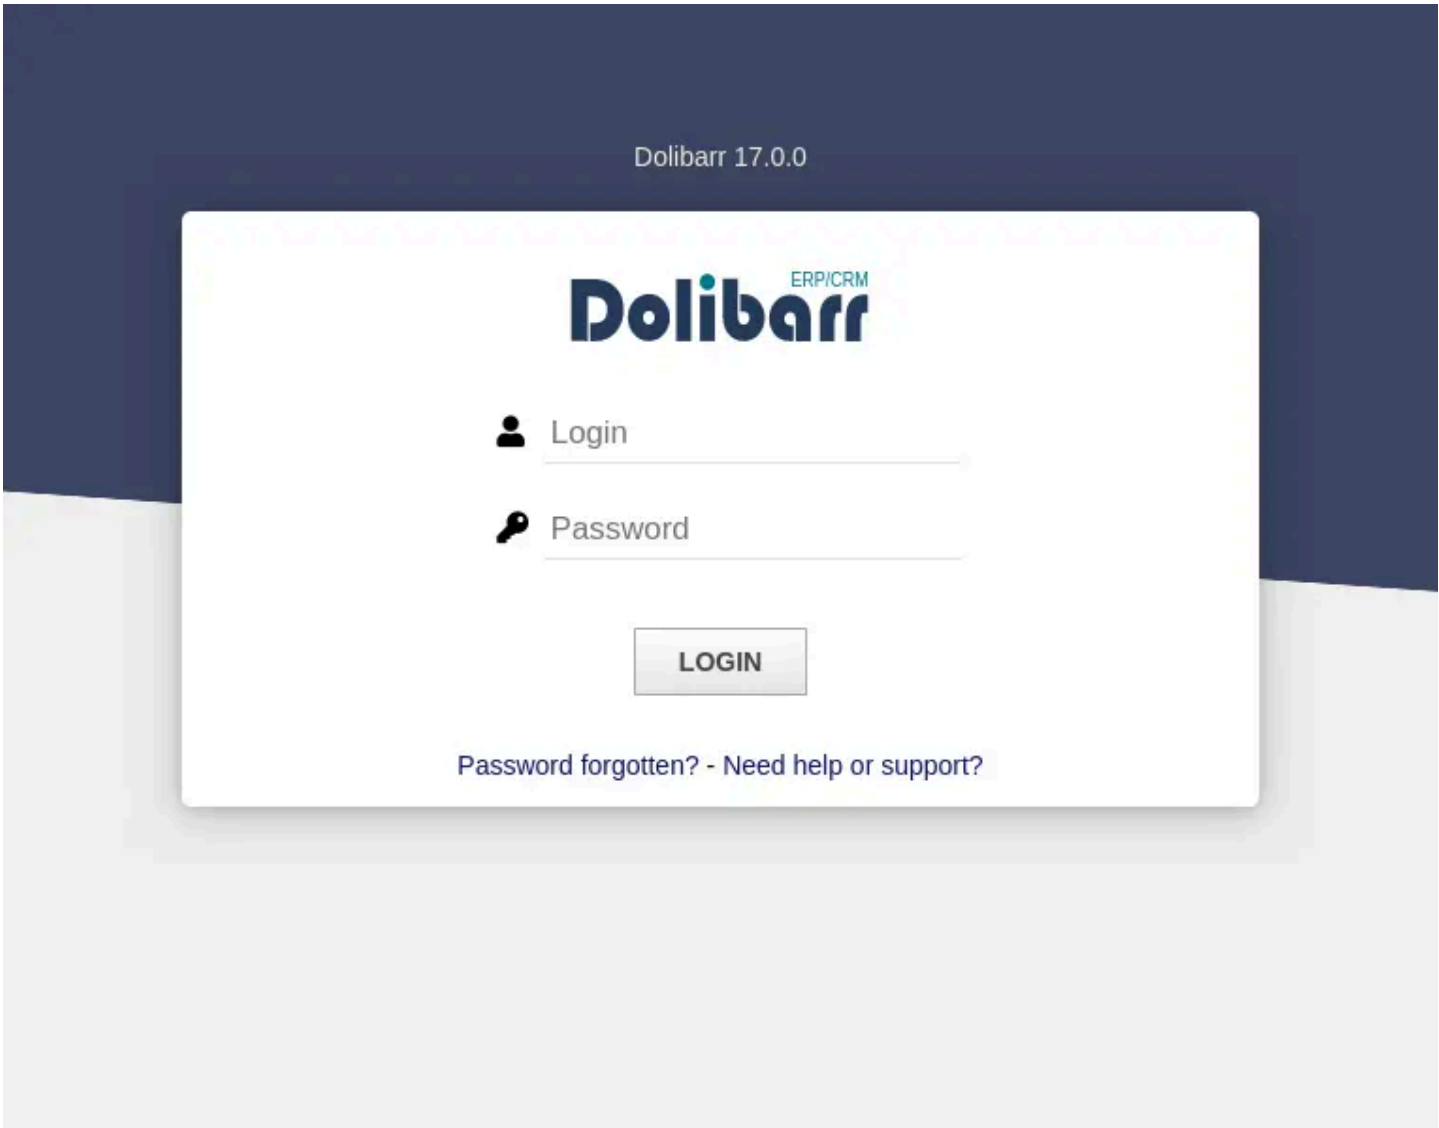 Dolibarr 17.0.0
Dolibarr ERP/CRM
Login
Password
LOGIN
Password forgotten? - Need help or support?